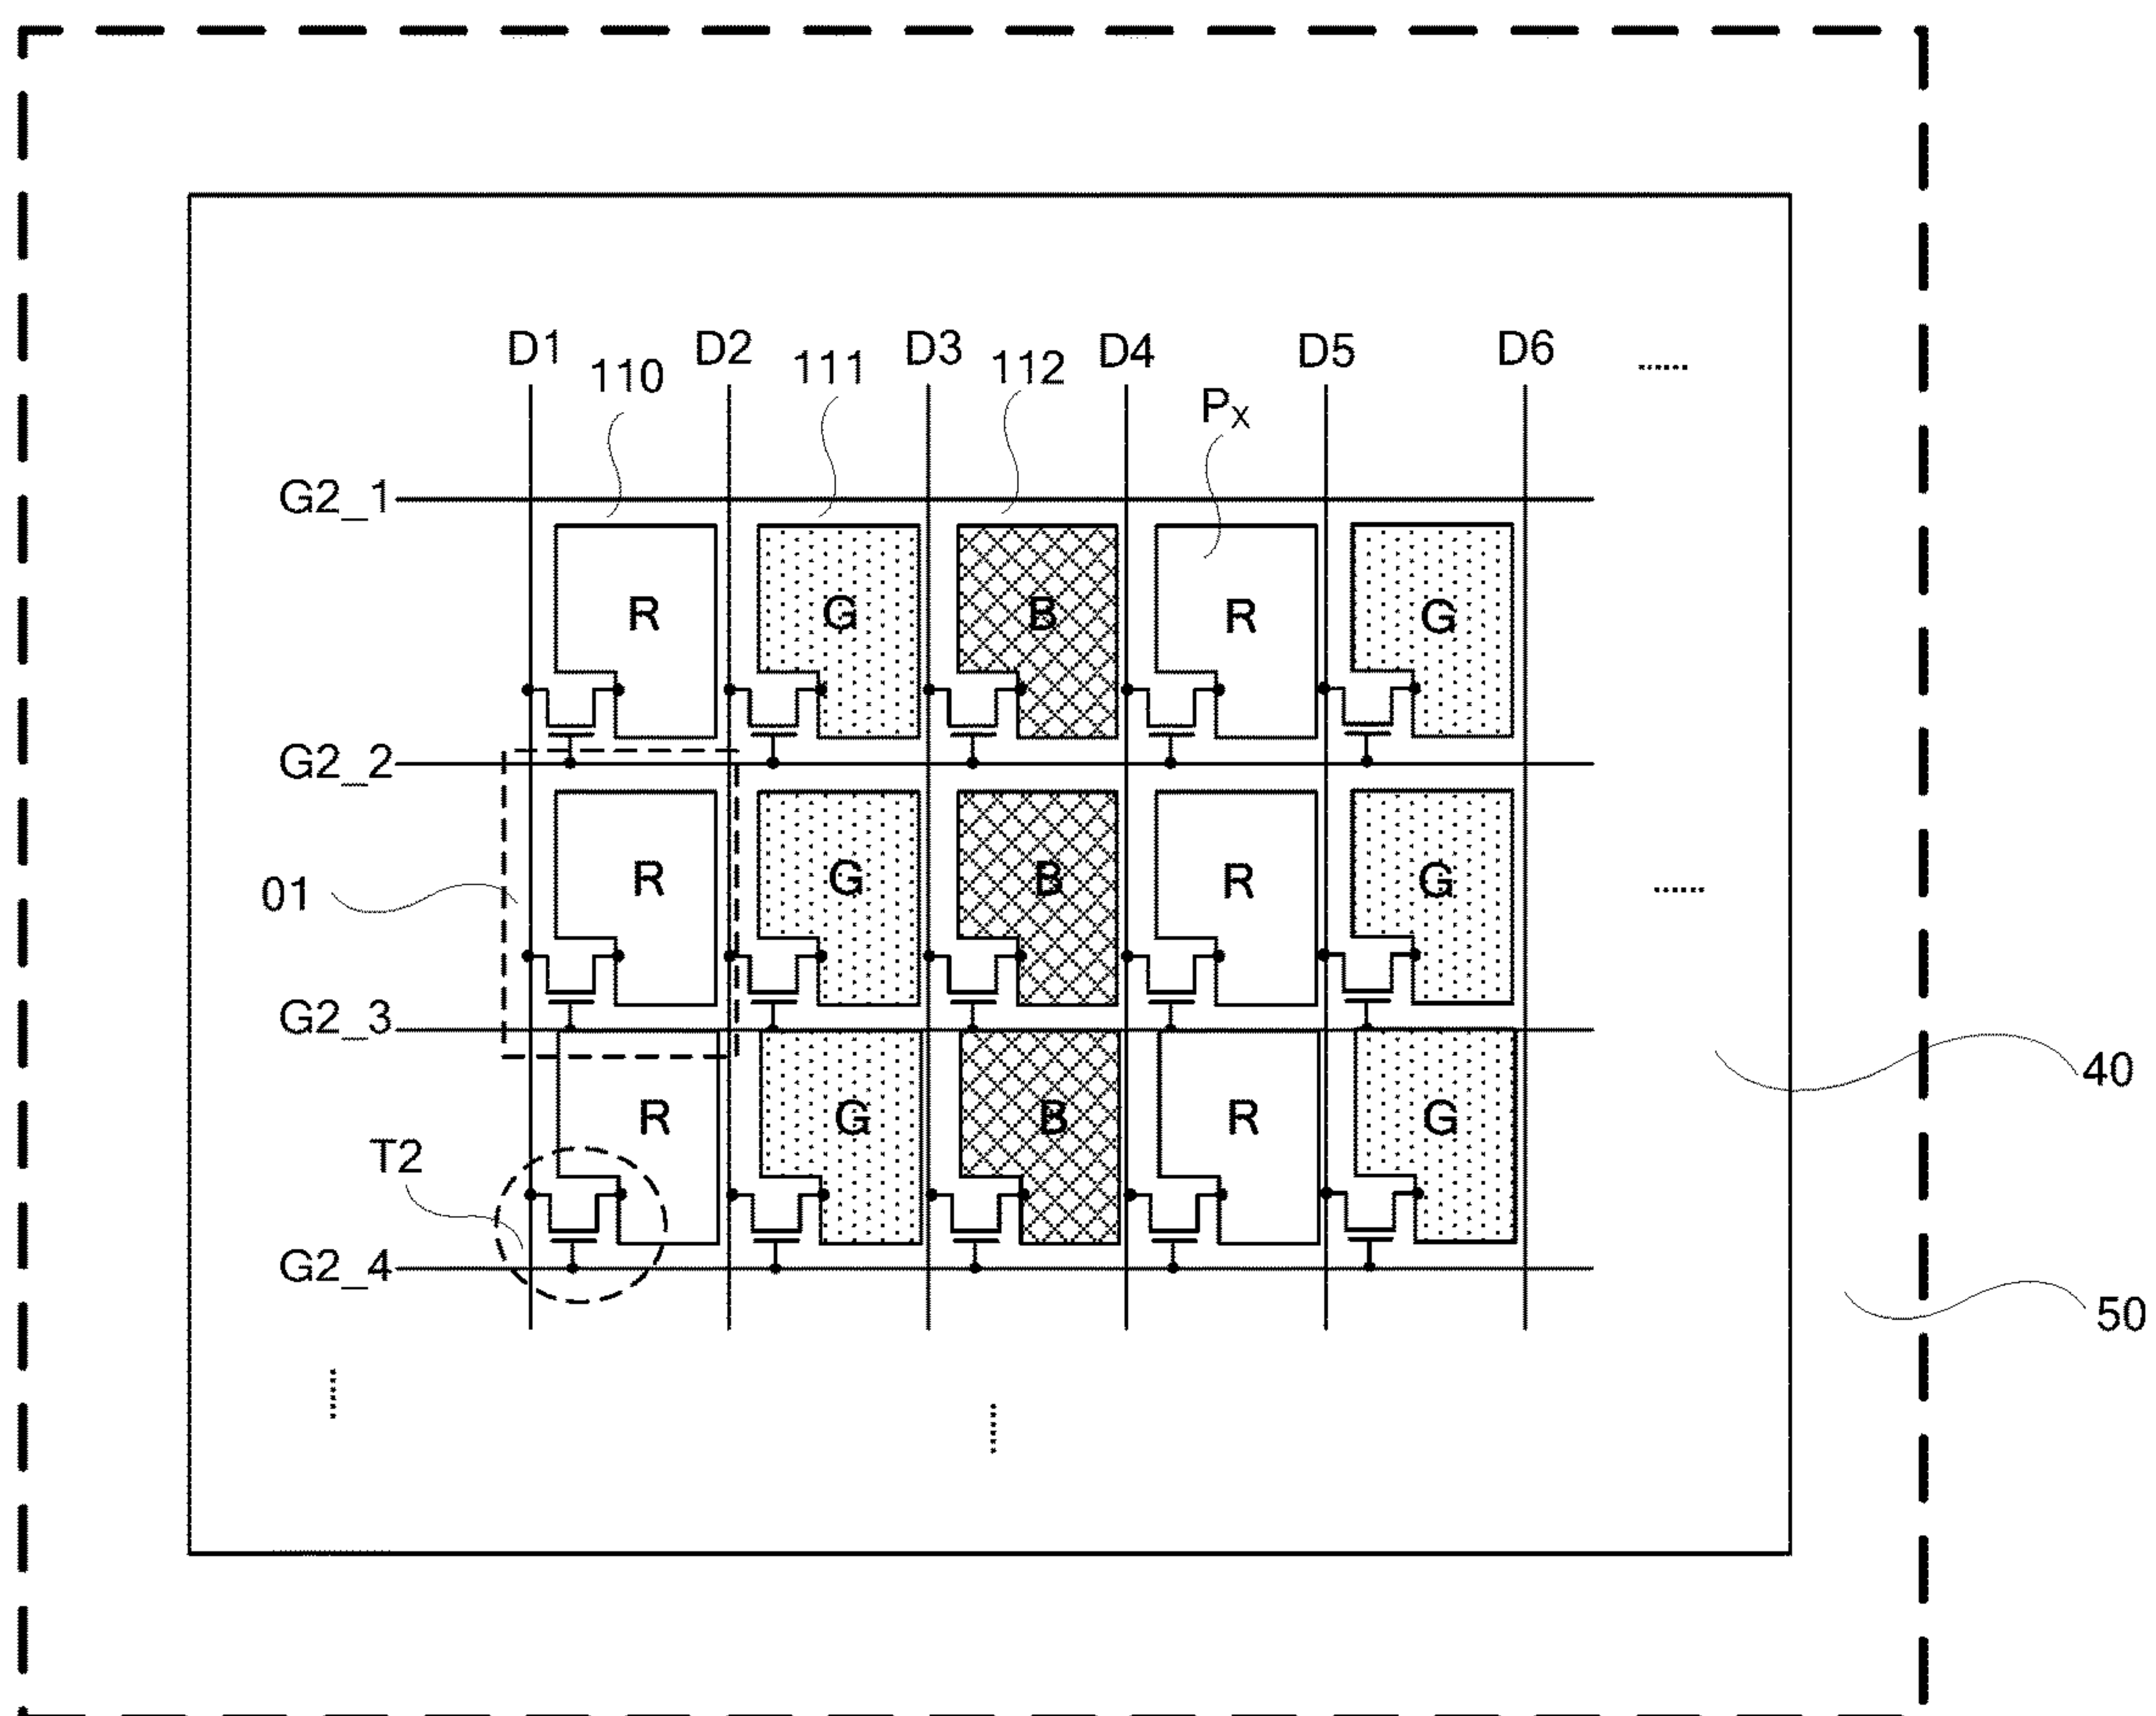 D1 D2 D3 D4 D5 D6 ......
110 111 112 PX
G2_1
R G B R G
G2_2
01 R G B R G ......
G2_3
40
R G B R G
T2
G2_4
50
......
......